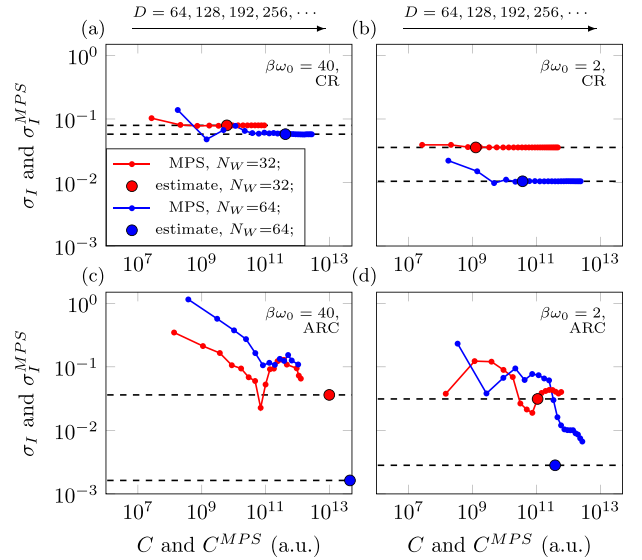 (a) D = 64, 128, 192, 256, ⋯ (b) D = 64, 128, 192, 256, ⋯
10^0
10^{-1}
10^{-2}
10^{-3}
σ_I and σ_I^{MPS}
βω_0 = 40,
CR
MPS, N_W=32;
estimate, N_W=32;
MPS, N_W=64;
estimate, N_W=64;
10^7 10^9 10^{11} 10^{13}
βω_0 = 2,
CR
10^7 10^9 10^{11} 10^{13}
(c) (d)
10^0
10^{-1}
10^{-2}
10^{-3}
σ_I and σ_I^{MPS}
βω_0 = 40,
ARC
10^7 10^9 10^{11} 10^{13}
C and C^{MPS} (a.u.)
βω_0 = 2,
ARC
10^7 10^9 10^{11} 10^{13}
C and C^{MPS} (a.u.)